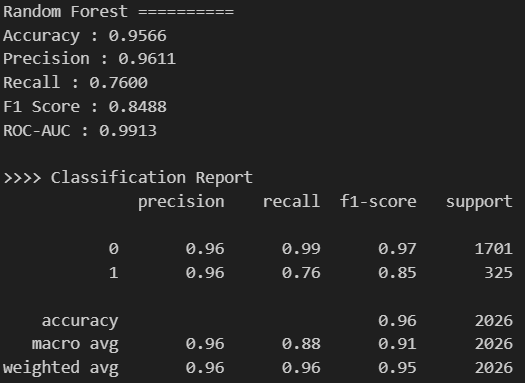 Random Forest ==========
Accuracy : 0.9566
Precision : 0.9611
Recall : 0.7600
F1 Score : 0.8488
ROC-AUC : 0.9913
>>>> Classification Report
precision recall f1-score support
0 0.96 0.99 0.97 1701
1 0.96 0.76 0.85 325
accuracy 0.96 2026
macro avg 0.96 0.88 0.91 2026
weighted avg 0.96 0.96 0.95 2026